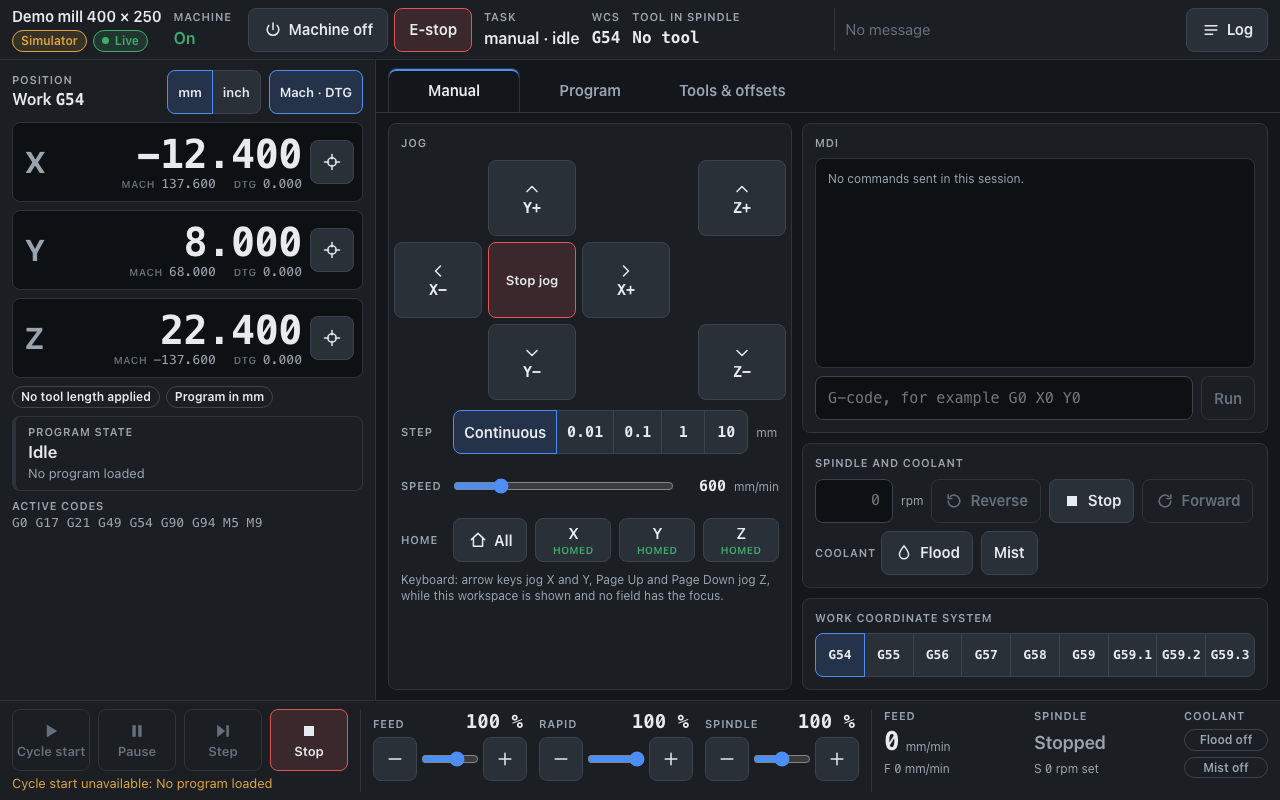 Demo mill 400 × 250
Simulator
Live
MACHINE
On
Machine off
E-stop
TASK
manual · idle
WCS
G54
TOOL IN SPINDLE
No tool
No message
Log
POSITION
Work G54
mm
inch
Mach · DTG
X
−12.400
MACH 137.600 DTG 0.000
Y
8.000
MACH 68.000 DTG 0.000
Z
22.400
MACH −137.600 DTG 0.000
No tool length applied
Program in mm
PROGRAM STATE
Idle
No program loaded
ACTIVE CODES
G0 G17 G21 G49 G54 G90 G94 M5 M9
Manual
Program
Tools & offsets
JOG
Y+
Z+
X−
Stop jog
X+
Y−
Z−
STEP
Continuous
0.01
0.1
1
10
mm
SPEED
600 mm/min
HOME
All
X
HOMED
Y
HOMED
Z
HOMED
Keyboard: arrow keys jog X and Y, Page Up and Page Down jog Z,
while this workspace is shown and no field has the focus.
MDI
No commands sent in this session.
G-code, for example G0 X0 Y0
Run
SPINDLE AND COOLANT
0 rpm
Reverse
Stop
Forward
COOLANT
Flood
Mist
WORK COORDINATE SYSTEM
G54
G55
G56
G57
G58
G59
G59.1
G59.2
G59.3
Cycle start
Pause
Step
Stop
Cycle start unavailable: No program loaded
FEED
100 %
RAPID
100 %
SPINDLE
100 %
FEED
0 mm/min
F 0 mm/min
SPINDLE
Stopped
S 0 rpm set
COOLANT
Flood off
Mist off